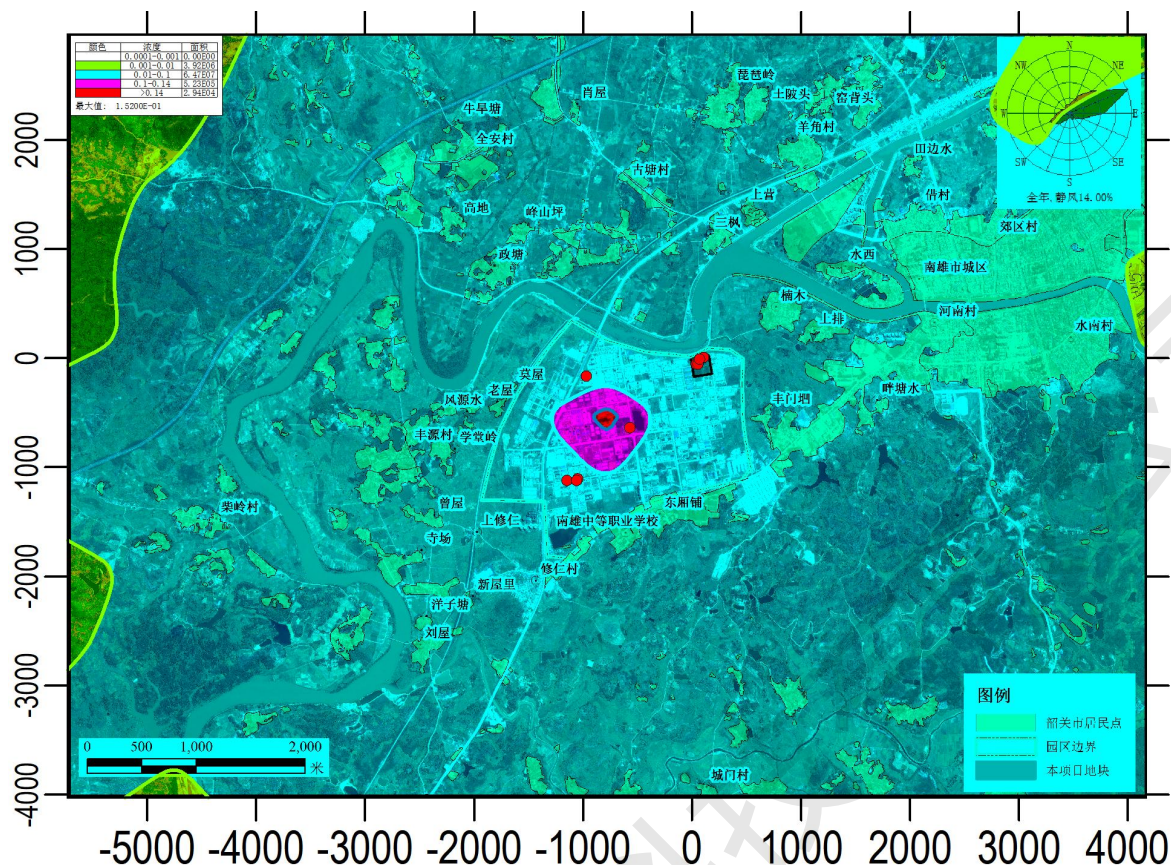 颜色 浓度 面积
0.0001-0.001 0.00E00
0.001-0.01 3.92E06
0.01-0.1 6.47E07
0.1-0.14 5.23E05
>0.14 2.94E04
最大值: 1.5200E-01
N
NW NE
W E
SW SE
S
全年,静风14.00%
琵琶岭
肖屋
土陂头
窑背头
牛旱塘
羊角村
全安村
田边水
古塘村
上营
借村
高地
峰山坪
三枫
郊区村
政塘
水西
南雄市城区
楠木
河南村
上排
水南村
莫屋
老屋
畔塘水
风源水
丰门垇
丰源村
学堂岭
柴岭村
曾屋
东厢铺
上修仁
南雄中等职业学校
寺场
新屋里
修仁村
洋子塘
刘屋
城门村
图例
韶关市居民点
园区边界
本项目地块
0 500 1,000 2,000
米
2000
1000
0
-1000
-2000
-3000
-4000
-5000 -4000 -3000 -2000 -1000 0 1000 2000 3000 4000